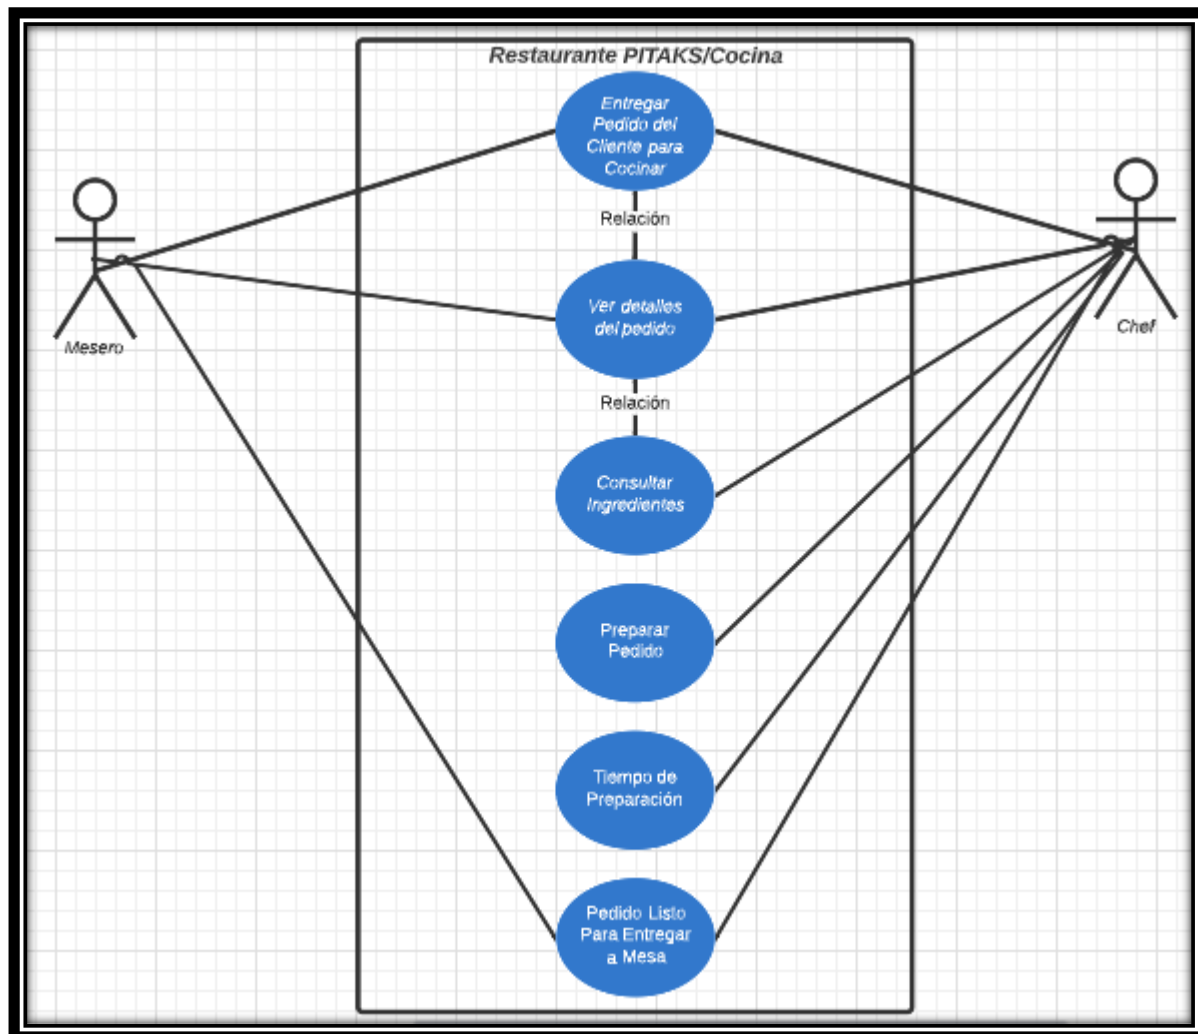 Restaurante PITAKS/Cocina
Entregar
Pedido del
Cliente para
Cocinar
Relación
Ver detalles
del pedido
Mesero
Chef
Relación
Consultar
Ingredientes
Preparar
Pedido
Tiempo de
Preparación
Pedido Listo
Para Entregar
a Mesa